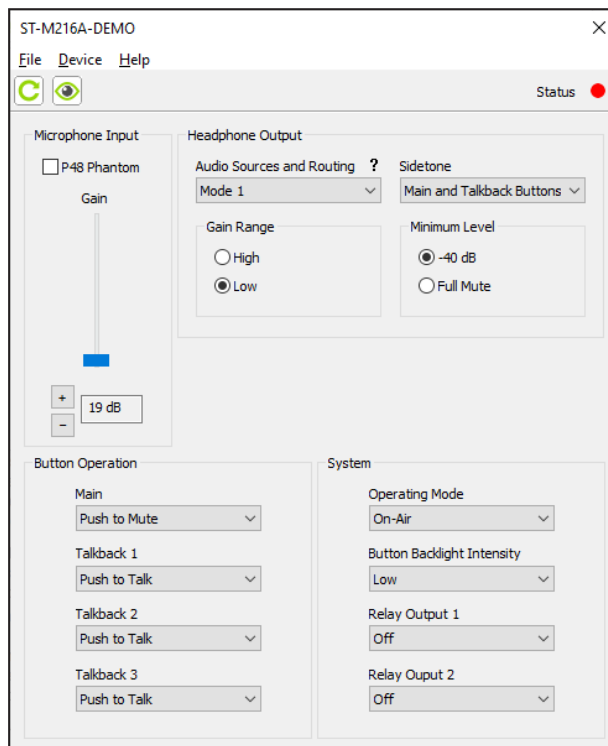 ST-M216A-DEMO
File Device Help
Status
Microphone Input
P48 Phantom
Gain
+
-
19 dB
Headphone Output
Audio Sources and Routing ? Sidetone
Mode 1 Main and Talkback Buttons
Gain Range
High
Low
Minimum Level
-40 dB
Full Mute
Button Operation
Main
Push to Mute
Talkback 1
Push to Talk
Talkback 2
Push to Talk
Talkback 3
Push to Talk
System
Operating Mode
On-Air
Button Backlight Intensity
Low
Relay Output 1
Off
Relay Ouput 2
Off